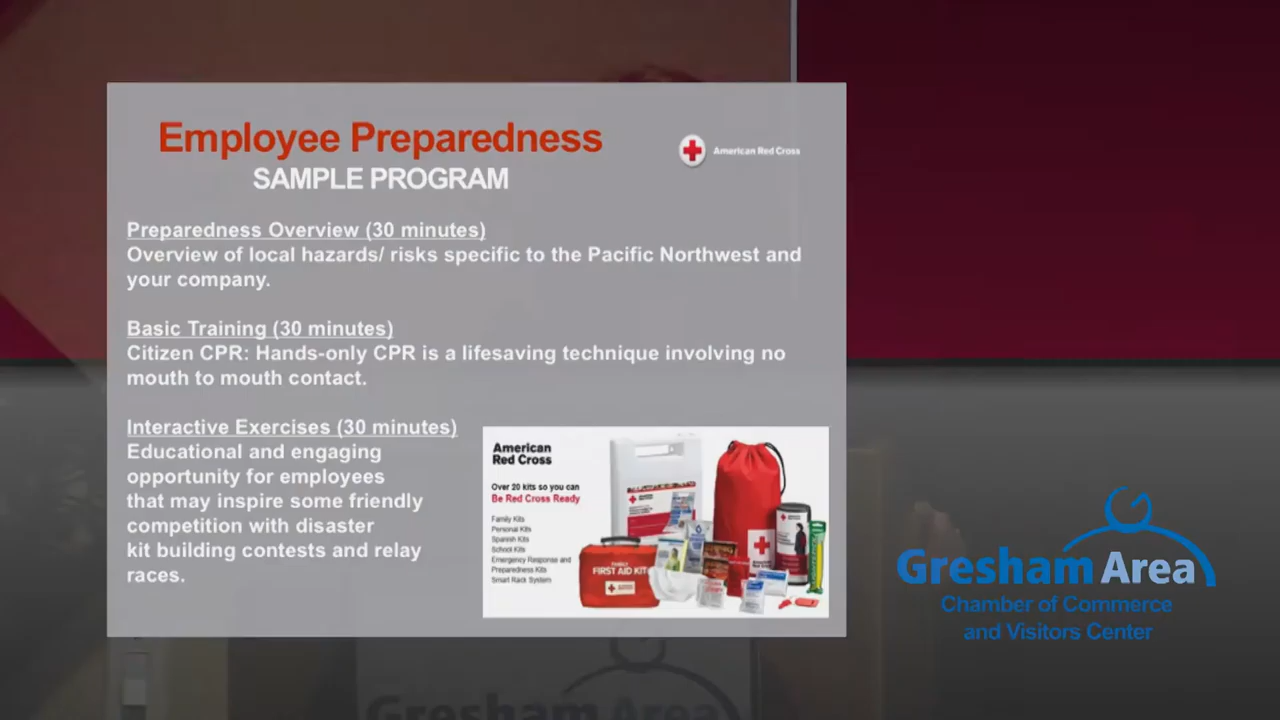 Employee Preparedness
SAMPLE PROGRAM
American Red Cross
Preparedness Overview (30 minutes)
Overview of local hazards/ risks specific to the Pacific Northwest and
your company.
Basic Training (30 minutes)
Citizen CPR: Hands-only CPR is a lifesaving technique involving no
mouth to mouth contact.
Interactive Exercises (30 minutes)
Educational and engaging
opportunity for employees
that may inspire some friendly
competition with disaster
kit building contests and relay
races.
American
Red Cross
Over 20 kits so you can
Be Red Cross Ready
Family Kits
Personal Kits
Spanish Kits
School Kits
Emergency Response and
Preparedness Kits
Smart Rack System
FIRST AID KIT
Gresham Area
Chamber of Commerce
and Visitors Center
Gresham Area